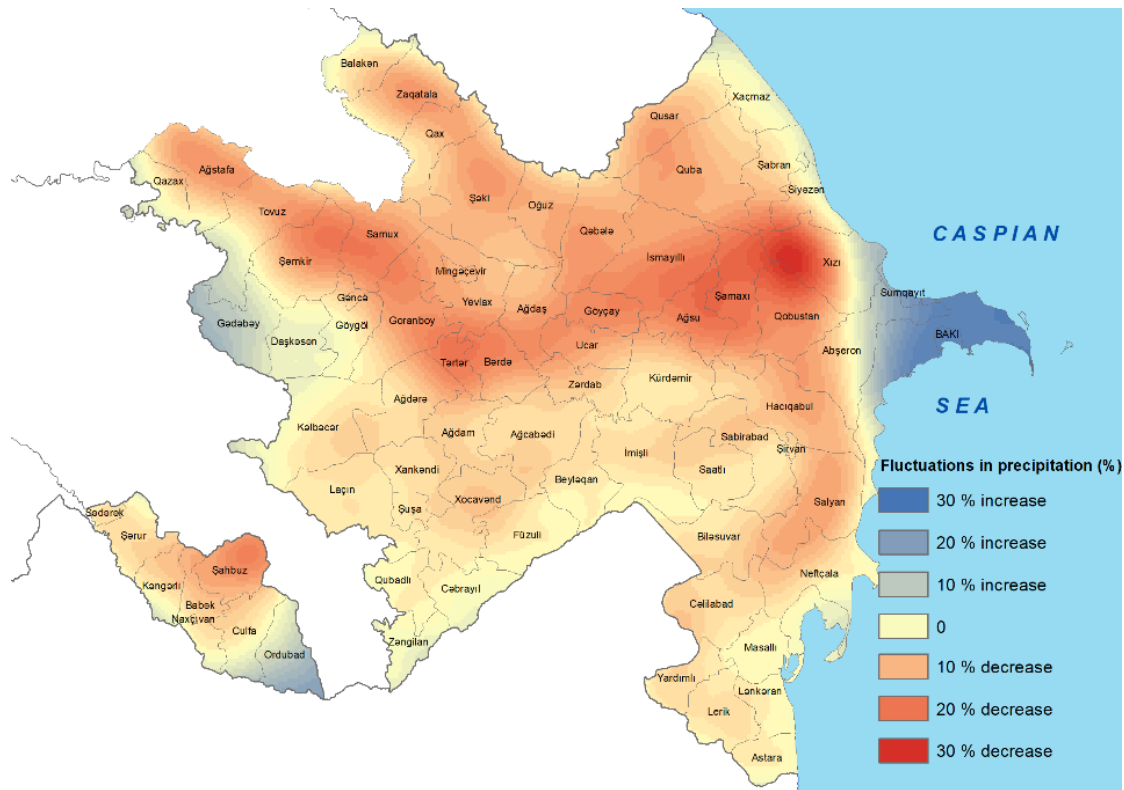 Balakən
Zaqatala
Qax
Qusar
Xaçmaz
Quba
Şabran
Siyəzən
Qazax
Ağstafa
Tovuz
Şəki
Oğuz
Samux
Qəbələ
CASPIAN
Şəmkir
Mingəçevir
İsmayıllı
Xızı
Sumqayıt
Gəncə
Yevlax
Ağdaş
Göyçay
Şamaxı
Gədəbəy
Göygöl
Goranboy
Ağsu
Qobustan
BAKI
Daşkəsən
Ucar
Abşeron
Tərtər
Bərdə
Zərdab
Kürdəmir
Ağdərə
Hacıqabul
SEA
Kəlbəcər
Ağdam
Ağcabədi
Sabirabad
Şirvan
İmişli
Xankəndi
Saatlı
Laçın
Beyləqan
Xocavənd
Şuşa
Salyan
Füzuli
Biləsuvar
Sədərək
Şərur
Şahbuz
Kəngərli
Babək
Naxçıvan
Culfa
Ordubad
Qubadlı
Cəbrayıl
Zəngilan
Neftçala
Cəlilabad
Masallı
Yardımlı
Lənkəran
Lerik
Astara
Fluctuations in precipitation (%)
30 % increase
20 % increase
10 % increase
0
10 % decrease
20 % decrease
30 % decrease